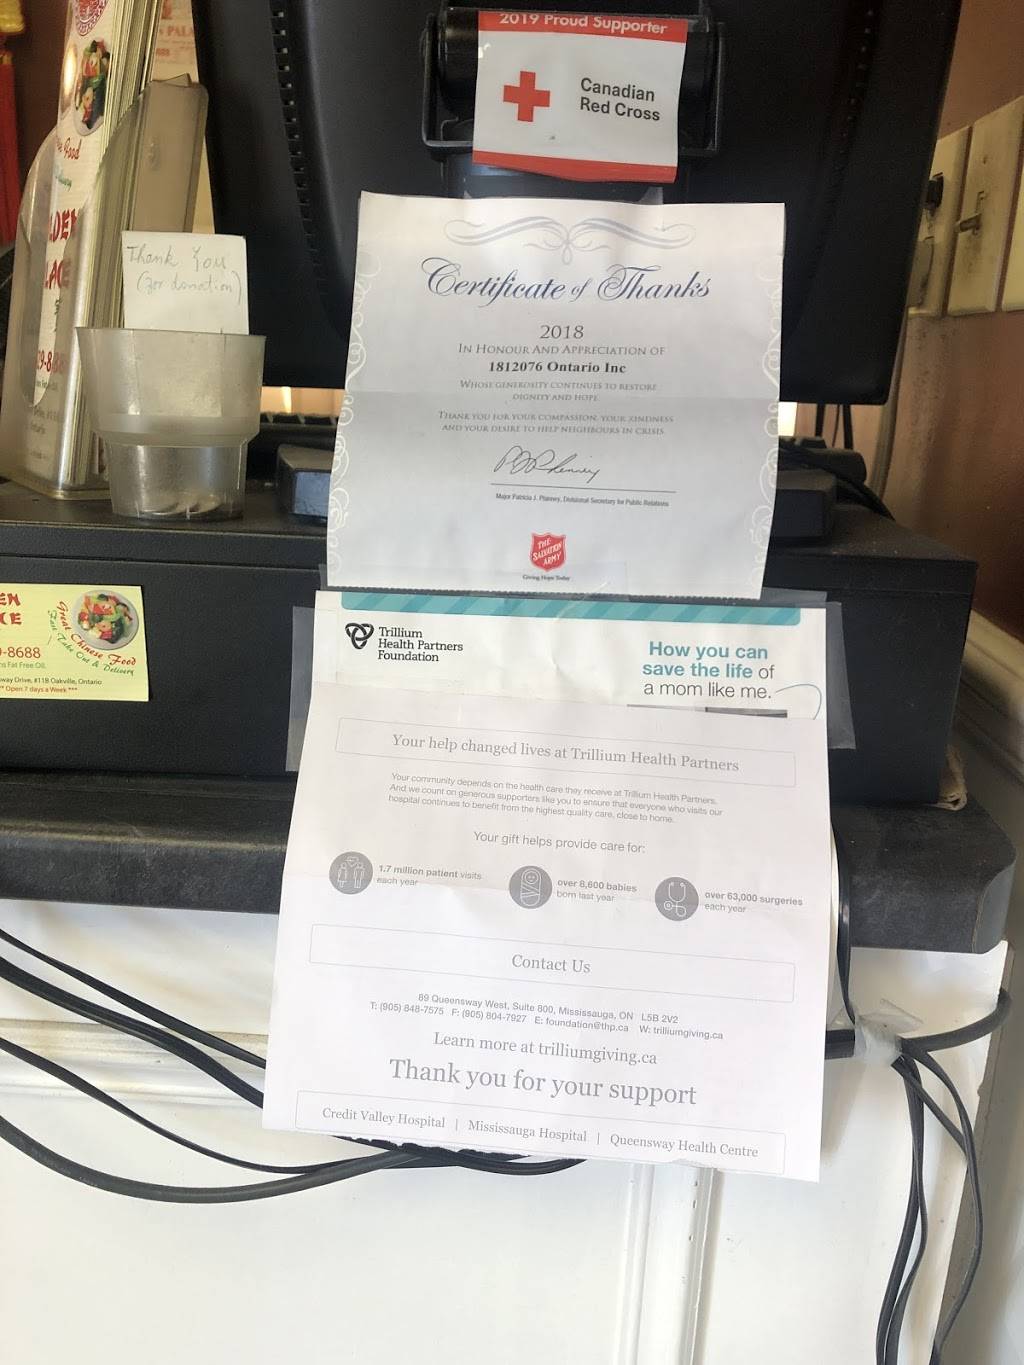 2019 Proud Supporter
Canadian
Red Cross
Thank You
(for donation)
Certificate of Thanks
2018
IN HONOUR AND APPRECIATION OF
1812076 Ontario Inc
WHOSE GENEROSITY CONTINUES TO RESTORE
DIGNITY AND HOPE
THANK YOU FOR YOUR COMPASSION, YOUR KINDNESS
AND YOUR DESIRE TO HELP NEIGHBOURS IN CRISIS.
Major Patricia J. Phinney, Divisional Secretary for Public Relations
THE
SALVATION
ARMY
Giving Hope Today
-8688
Fat Free Oil.
way Drive, #118 Oakville, Ontario
** Open 7 days a Week ***
Great Chinese Food
Fast Take Out & Delivery
Trillium
Health Partners
Foundation
How you can
save the life of
a mom like me.
Your help changed lives at Trillium Health Partners
Your community depends on the health care they receive at Trillium Health Partners.
And we count on generous supporters like you to ensure that everyone who visits our
hospital continues to benefit from the highest quality care, close to home.
Your gift helps provide care for:
1.7 million patient visits
each year
over 8,600 babies
born last year
over 63,000 surgeries
each year
Contact Us
89 Queensway West, Suite 800, Mississauga, ON L5B 2V2
T: (905) 848-7575 F: (905) 804-7927 E: foundation@thp.ca W: trilliumgiving.ca
Learn more at trilliumgiving.ca
Thank you for your support
Credit Valley Hospital | Mississauga Hospital | Queensway Health Centre